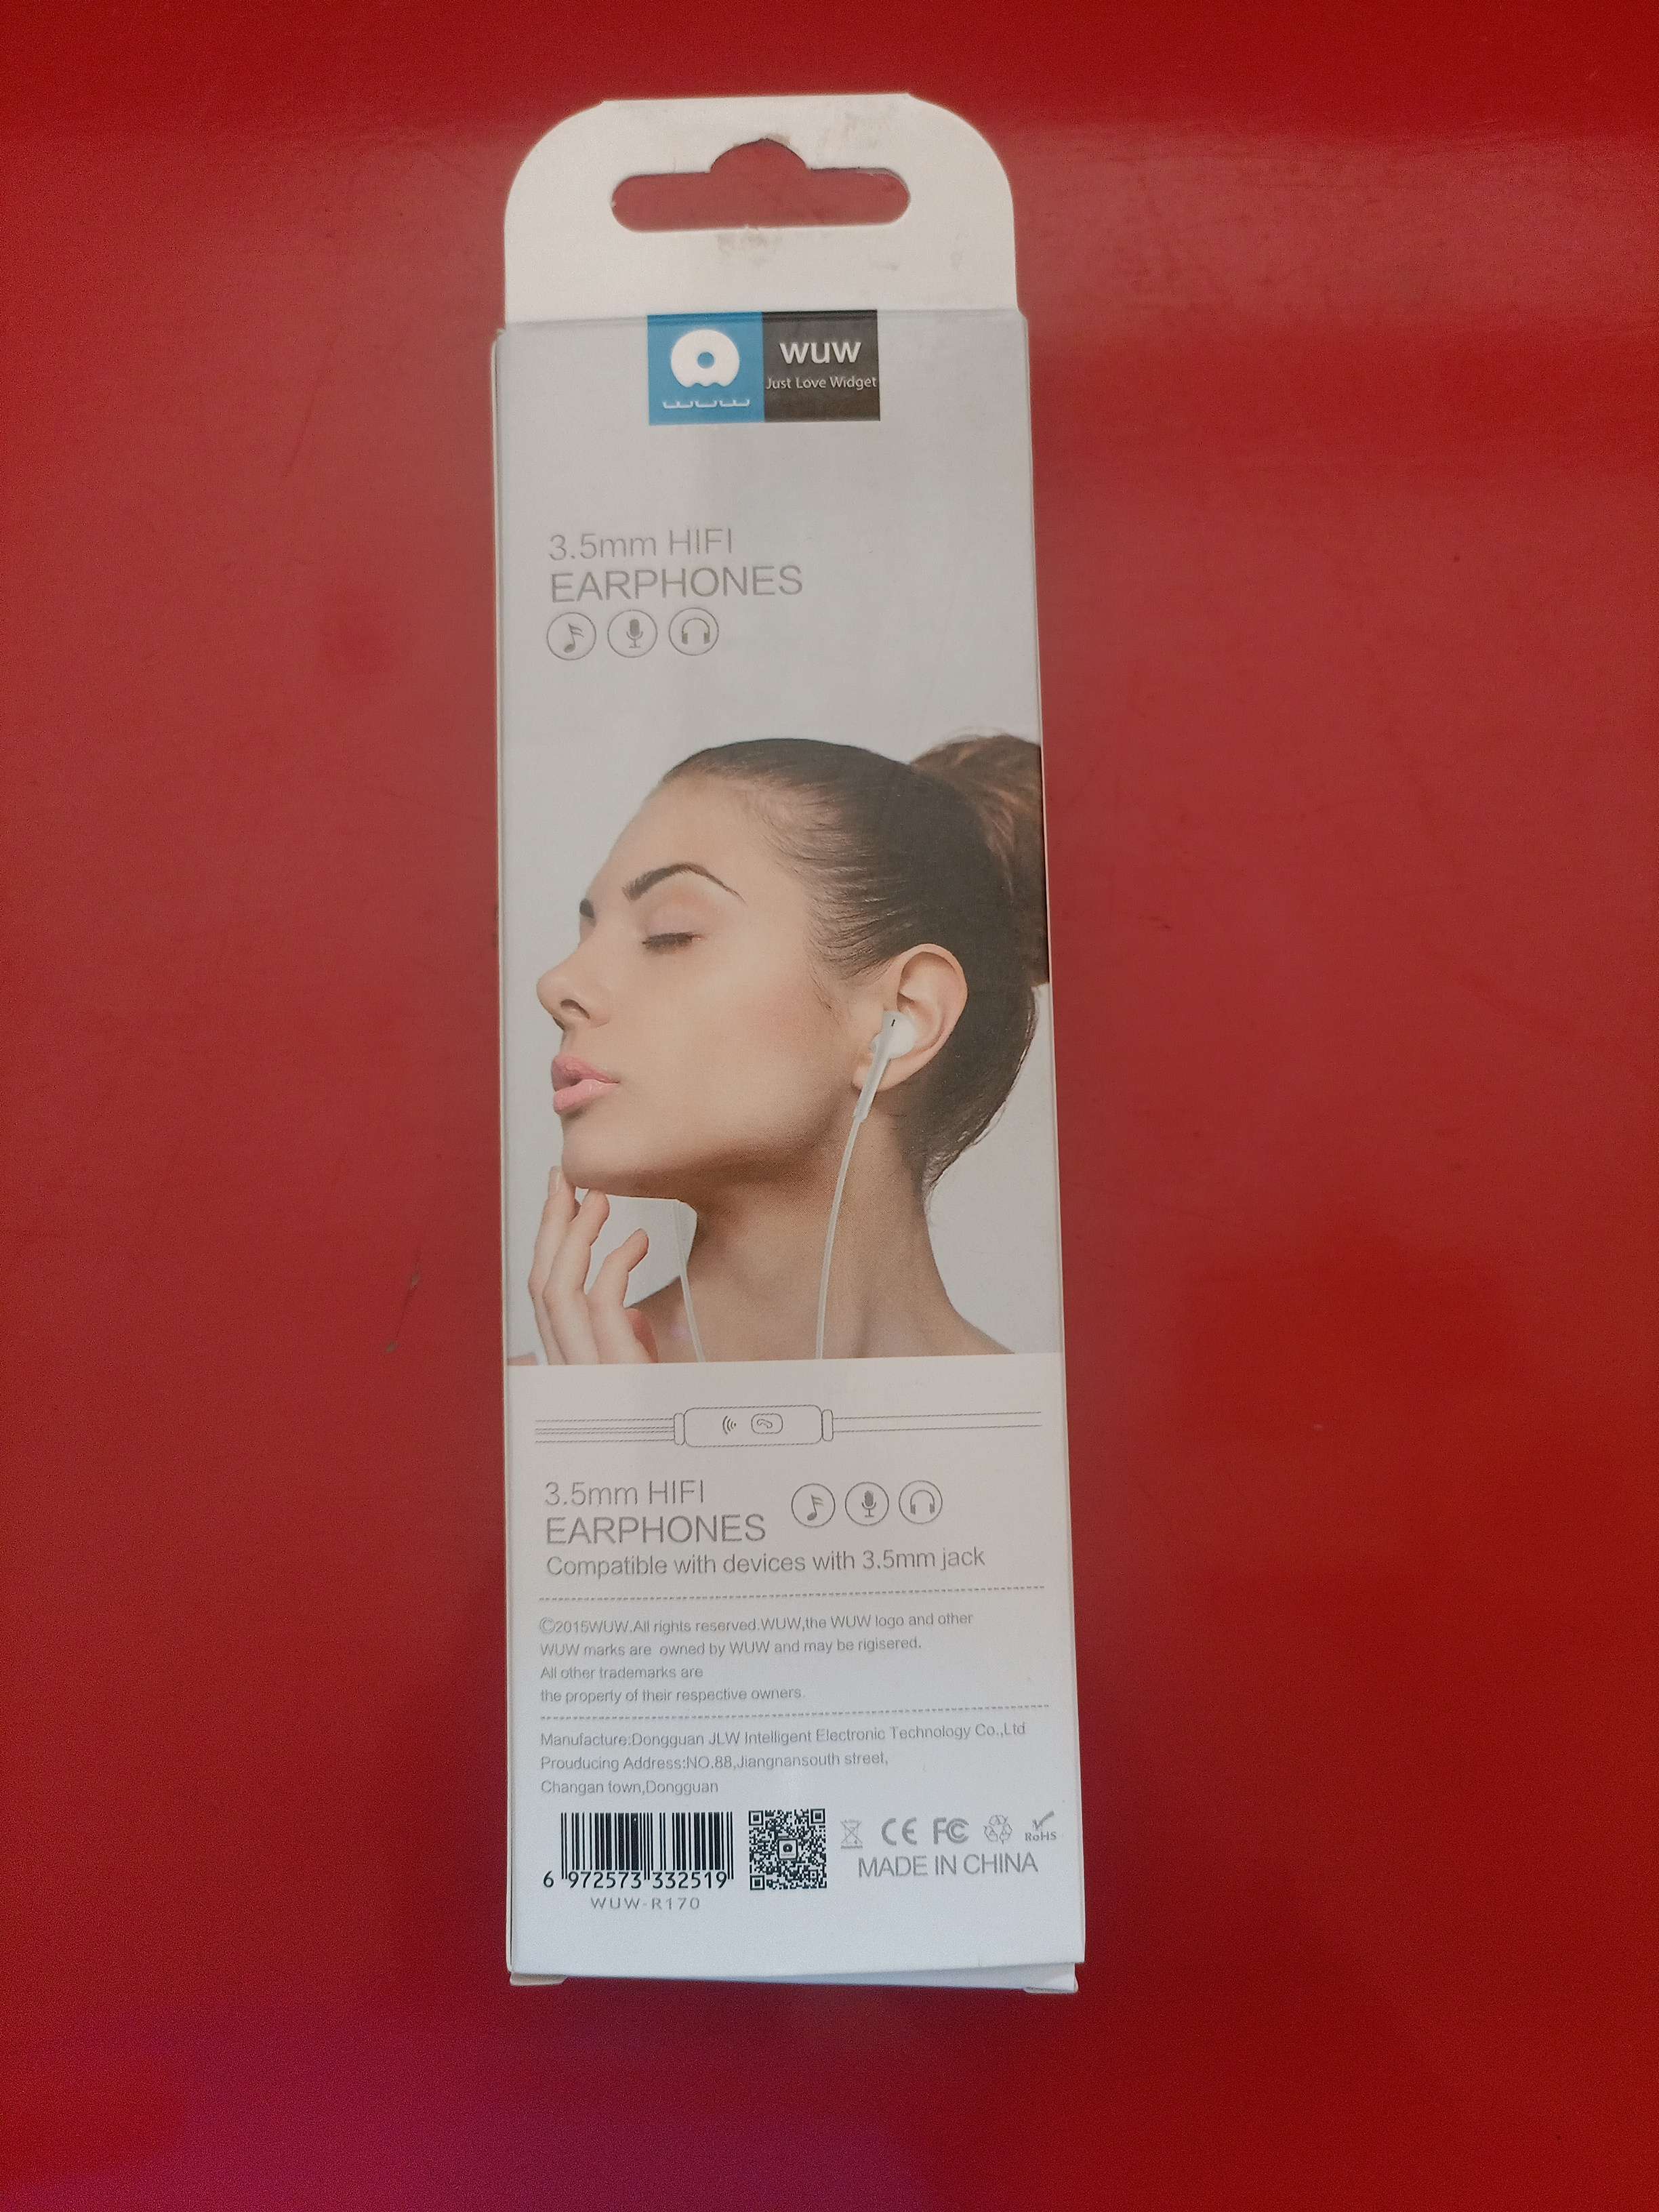 WUW
wuw
Just Love Widget
3.5mm HIFI
EARPHONES
3.5mm HIFI
EARPHONES
Compatible with devices with 3.5mm jack
©2015WUW.All rights reserved.WUW,the WUW logo and other
WUW marks are owned by WUW and may be rigisered.
All other trademarks are
the property of their respective owners.
Manufacture:Dongguan JLW Intelligent Electronic Technology Co.,Ltd
Prouducing Address:NO.88,Jiangnansouth street,
Changan town,Dongguan
CE FC RoHS
MADE IN CHINA
6 972573 332519
WUW-R170